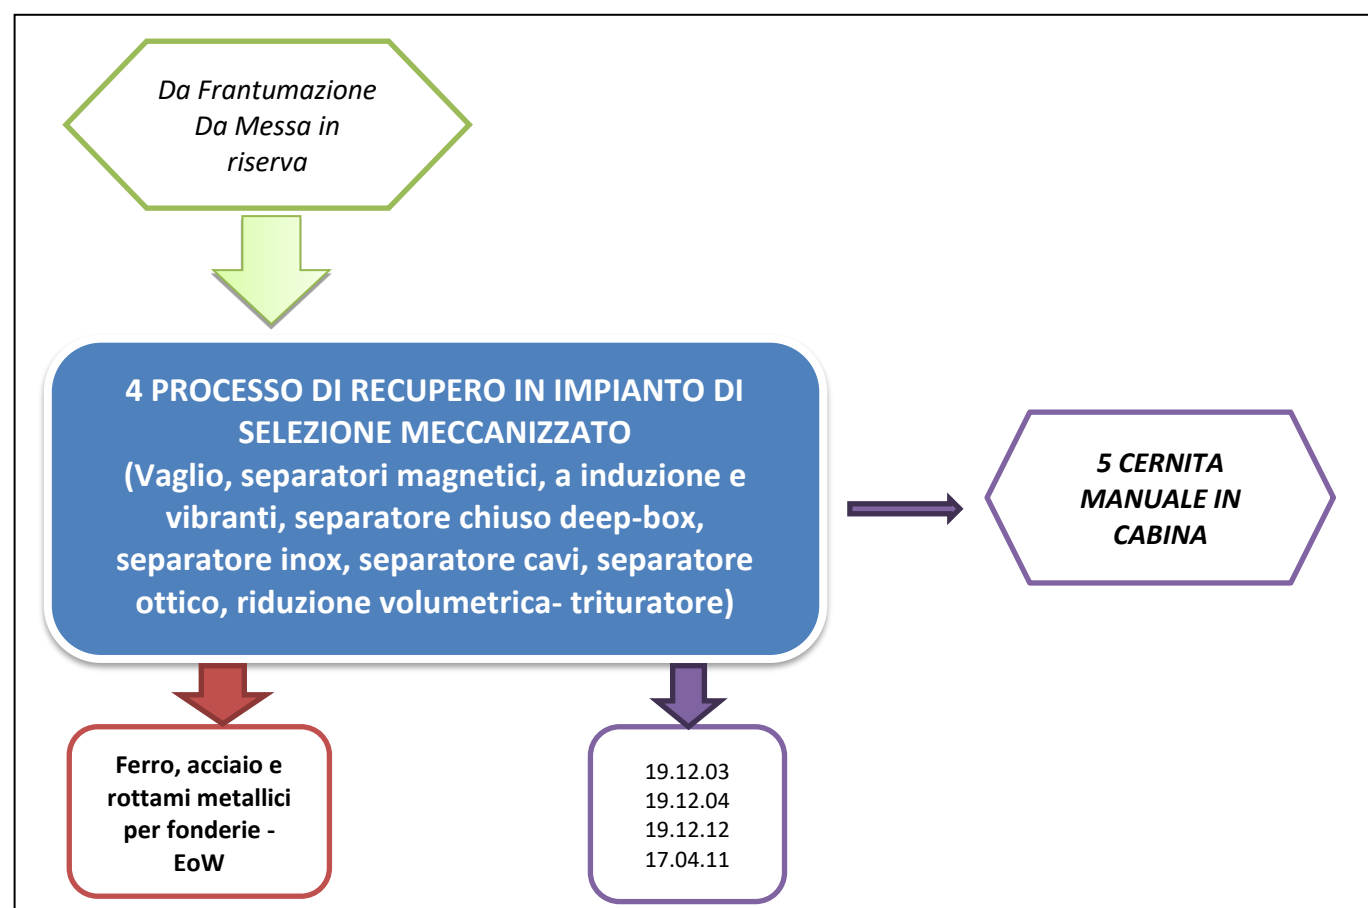 Da Frantumazione
Da Messa in
riserva
4 PROCESSO DI RECUPERO IN IMPIANTO DI
SELEZIONE MECCANIZZATO
(Vaglio, separatori magnetici, a induzione e
vibranti, separatore chiuso deep-box,
separatore inox, separatore cavi, separatore
ottico, riduzione volumetrica- trituratore)
5 CERNITA
MANUALE IN
CABINA
Ferro, acciaio e
rottami metallici
per fonderie -
EoW
19.12.03
19.12.04
19.12.12
17.04.11